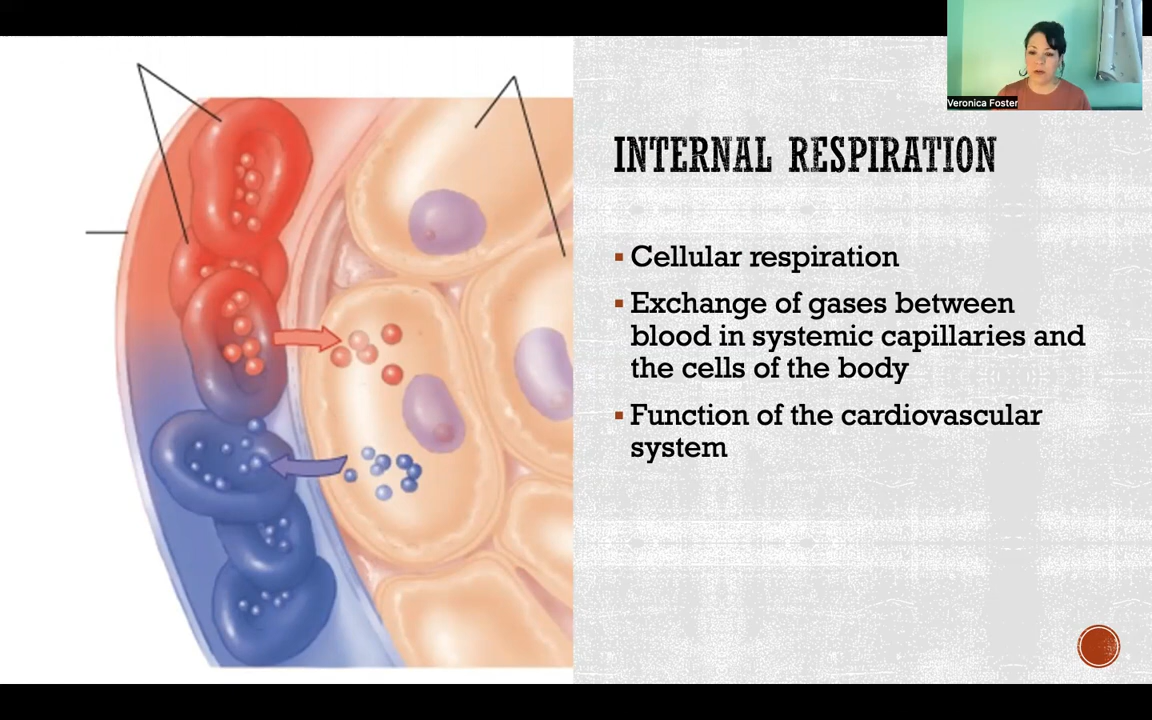 Veronica Foster
INTERNAL RESPIRATION
Cellular respiration
Exchange of gases between
blood in systemic capillaries and
the cells of the body
Function of the cardiovascular
system